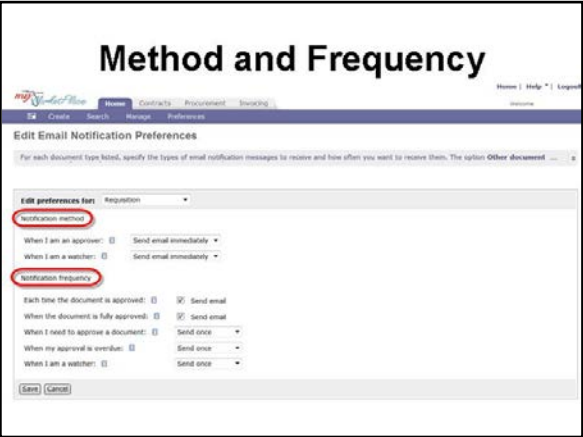 Method and Frequency
Home | Help | Logout
Home Contracts Procurement Invoicing
Welcome
Create Search Manage Preferences
Edit Email Notification Preferences
For each document type listed, specify the types of email notification messages to receive and how often you want to receive them. The option Other document ...
Edit preferences for: Requisition
Notification method
When I am an approver: Send email immediately
When I am a watcher: Send email immediately
Notification frequency
Each time the document is approved: Send email
When the document is fully approved: Send email
When I need to approve a document: Send once
When my approval is overdue: Send once
When I am a watcher: Send once
Save Cancel